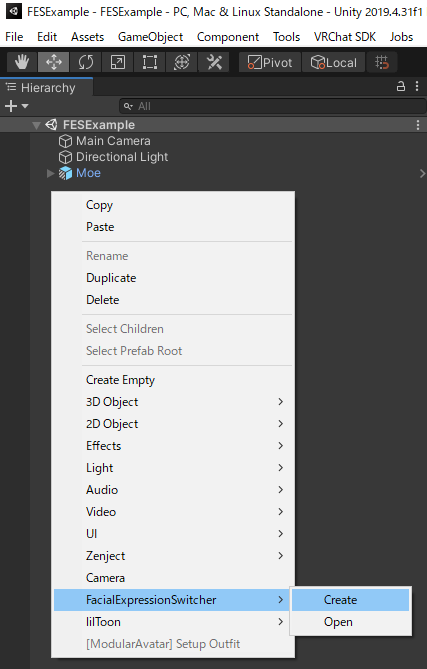 FESExample - FESExample - PC, Mac & Linux Standalone - Unity 2019.4.31f1
File Edit Assets GameObject Component Tools VRChat SDK Jobs
Pivot Local
Hierarchy
All
FESExample
Main Camera
Directional Light
Moe
Copy
Paste
Rename
Duplicate
Delete
Select Children
Select Prefab Root
Create Empty
3D Object
2D Object
Effects
Light
Audio
Video
UI
Zenject
Camera
FacialExpressionSwitcher
Create
lilToon
Open
[ModularAvatar] Setup Outfit